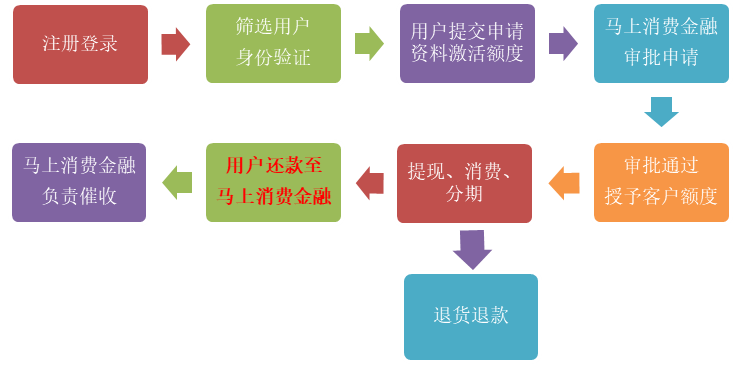 注册登录
筛选用户
身份验证
用户提交申请
资料激活额度
马上消费金融
审批申请
审批通过
授予客户额度
提现、消费、
分期
用户还款至
马上消费金融
马上消费金融
负责催收
退货退款